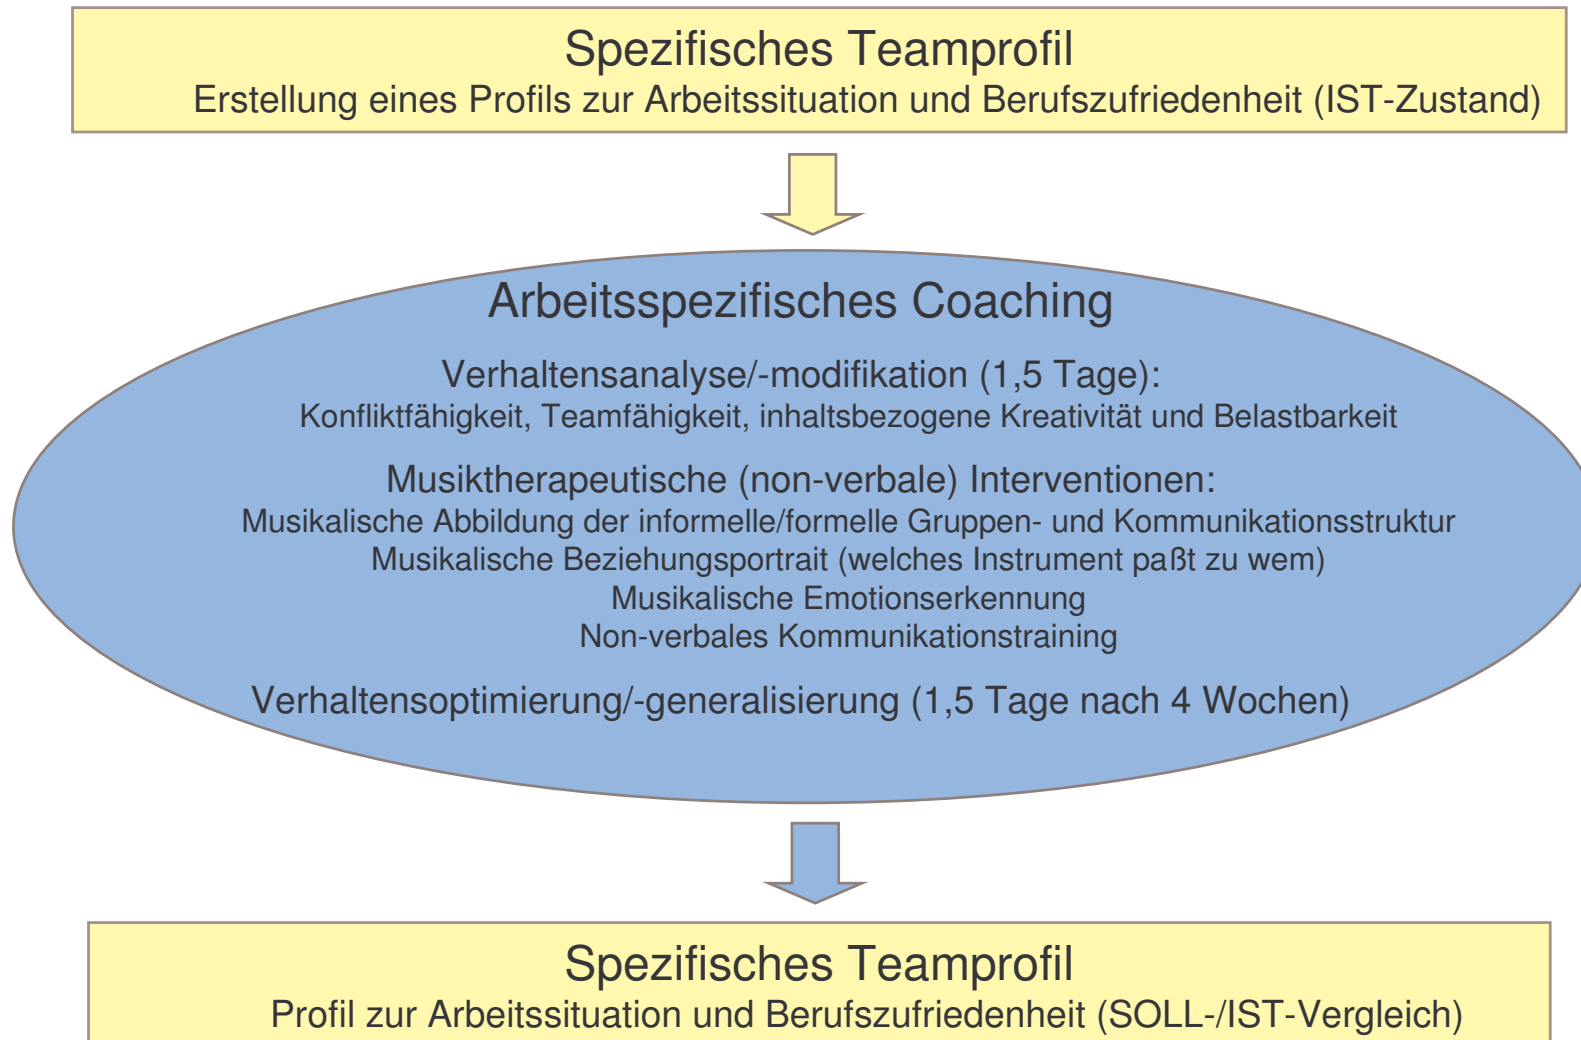 Spezifisches Teamprofil
Erstellung eines Profils zur Arbeitssituation und Berufszufriedenheit (IST-Zustand)
Arbeitsspezifisches Coaching
Verhaltensanalyse/-modifikation (1,5 Tage):
Konfliktfähigkeit, Teamfähigkeit, inhaltsbezogene Kreativität und Belastbarkeit
Musiktherapeutische (non-verbale) Interventionen:
Musikalische Abbildung der informelle/formelle Gruppen- und Kommunikationsstruktur
Musikalische Beziehungsportrait (welches Instrument paßt zu wem)
Musikalische Emotionserkennung
Non-verbales Kommunikationstraining
Verhaltensoptimierung/-generalisierung (1,5 Tage nach 4 Wochen)
Spezifisches Teamprofil
Profil zur Arbeitssituation und Berufszufriedenheit (SOLL-/IST-Vergleich)